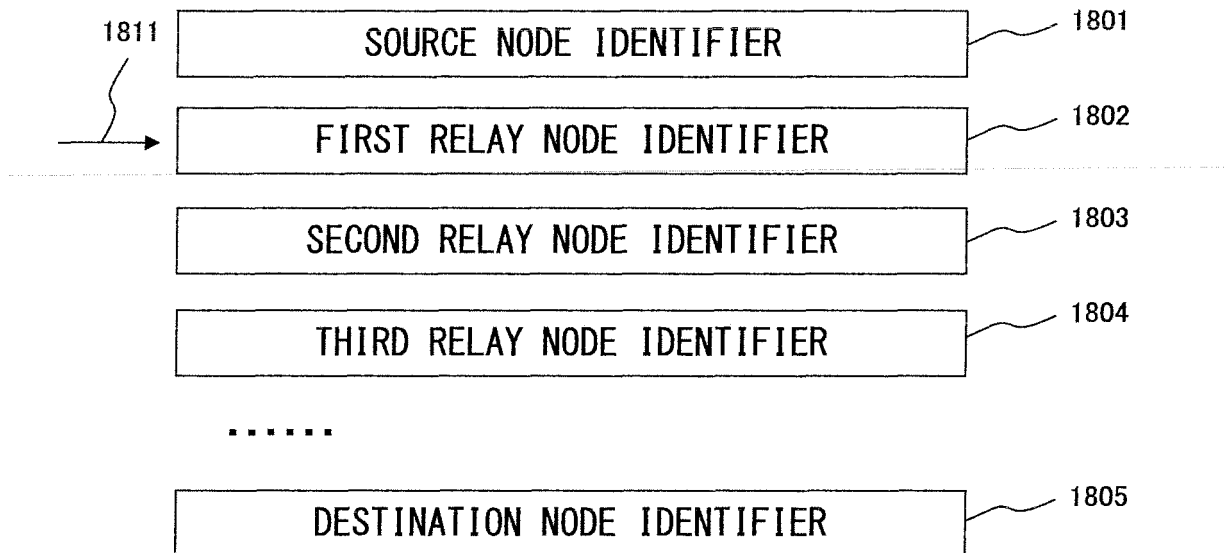 1811
SOURCE NODE IDENTIFIER
1801
FIRST RELAY NODE IDENTIFIER
1802
SECOND RELAY NODE IDENTIFIER
1803
THIRD RELAY NODE IDENTIFIER
1804
......
DESTINATION NODE IDENTIFIER
1805